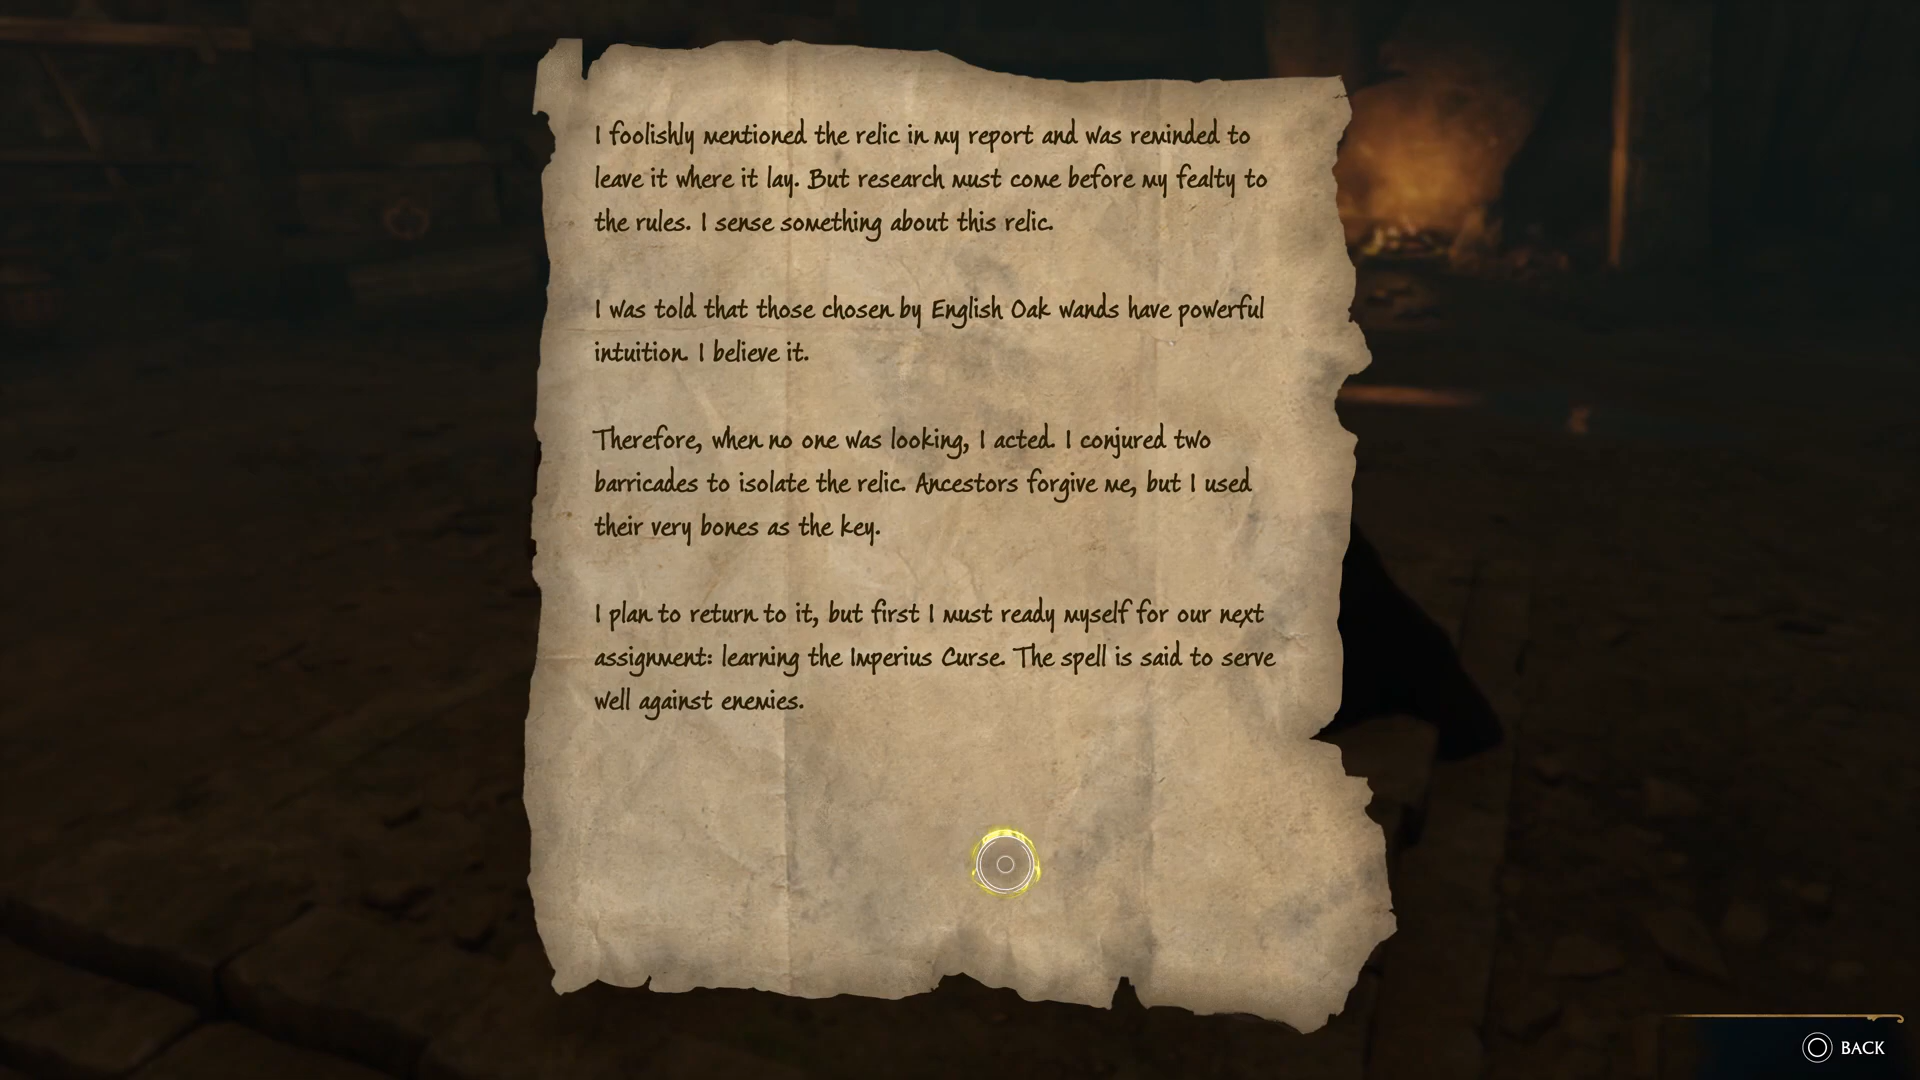 I foolishly mentioned the relic in my report and was reminded to
leave it where it lay. But research must come before my fealty to
the rules. I sense something about this relic.
I was told that those chosen by English Oak wands have powerful
intuition. I believe it.
Therefore, when no one was looking, I acted. I conjured two
barricades to isolate the relic. Ancestors forgive me, but I used
their very bones as the key.
I plan to return to it, but first I must ready myself for our next
assignment: learning the Imperius Curse. The spell is said to serve
well against enemies.
BACK